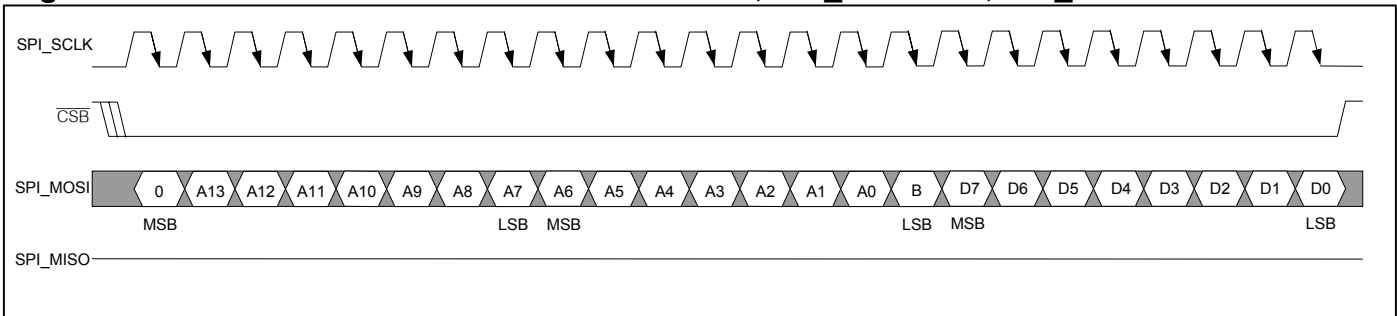 SPI_SCLK
CSB
SPI_MOSI 0 A13 A12 A11 A10 A9 A8 A7 A6 A5 A4 A3 A2 A1 A0 B D7 D6 D5 D4 D3 D2 D1 D0
MSB LSB MSB LSB MSB LSB
SPI_MISO